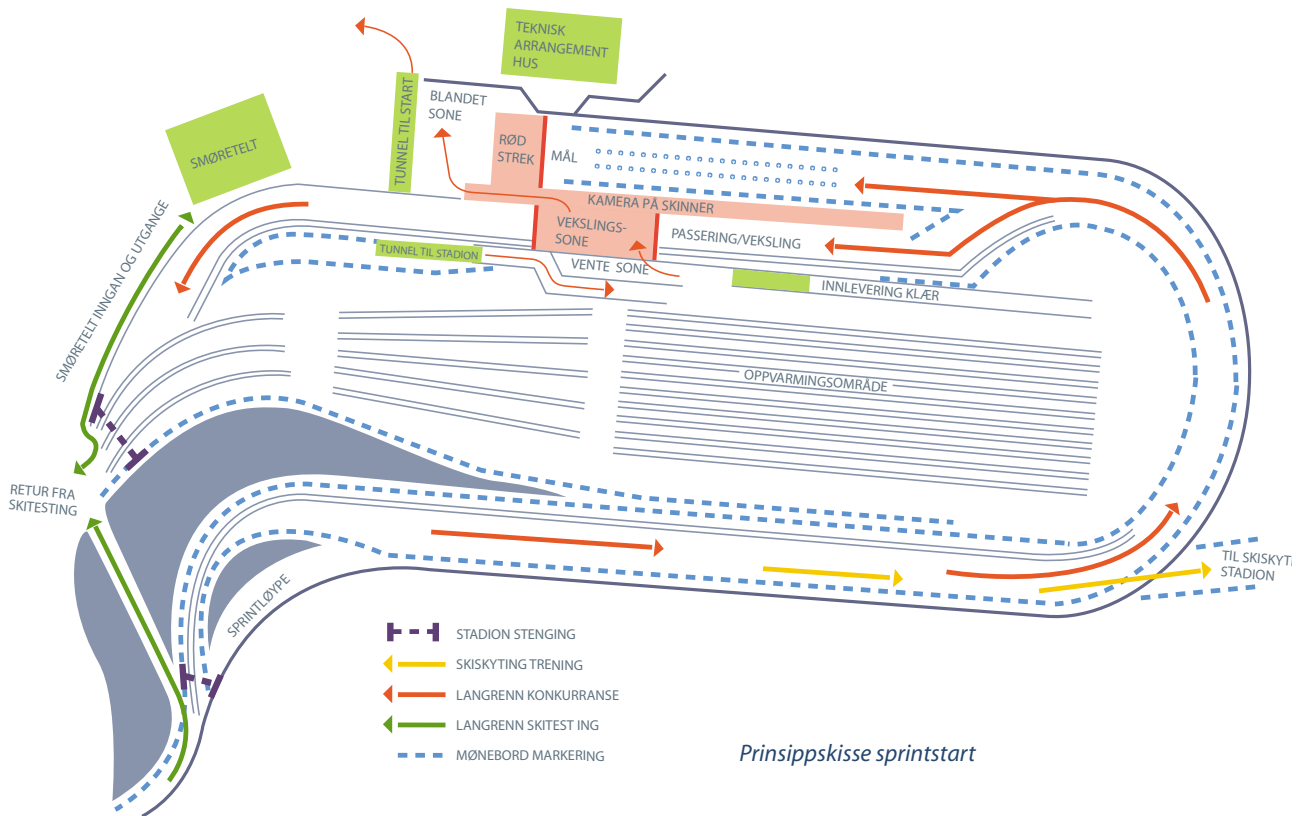 TEKNISK
ARRANGEMENT
HUS
BLANDET
SONE
TUNNEL TIL START
SMØRETELT
RØD
STREK
MÅL
KAMERA PÅ SKINNER
VEKSLINGS-
SONE
PASSERING/VEKSLING
TUNNEL TIL STADION
VENTE SONE
INNLEVERING KLÆR
SMØRETELT INNGAN OG UTGANGE
OPPVARMINGSOMRÅDE
RETUR FRA
SKITESTING
TIL SKISKYT
STADION
SPRINTLØYPE
STADION STENGING
SKISKYTING TRENING
LANGRENN KONKURRANSE
LANGRENN SKITEST ING
MØNEBORD MARKERING
Prinsippskisse sprintstart